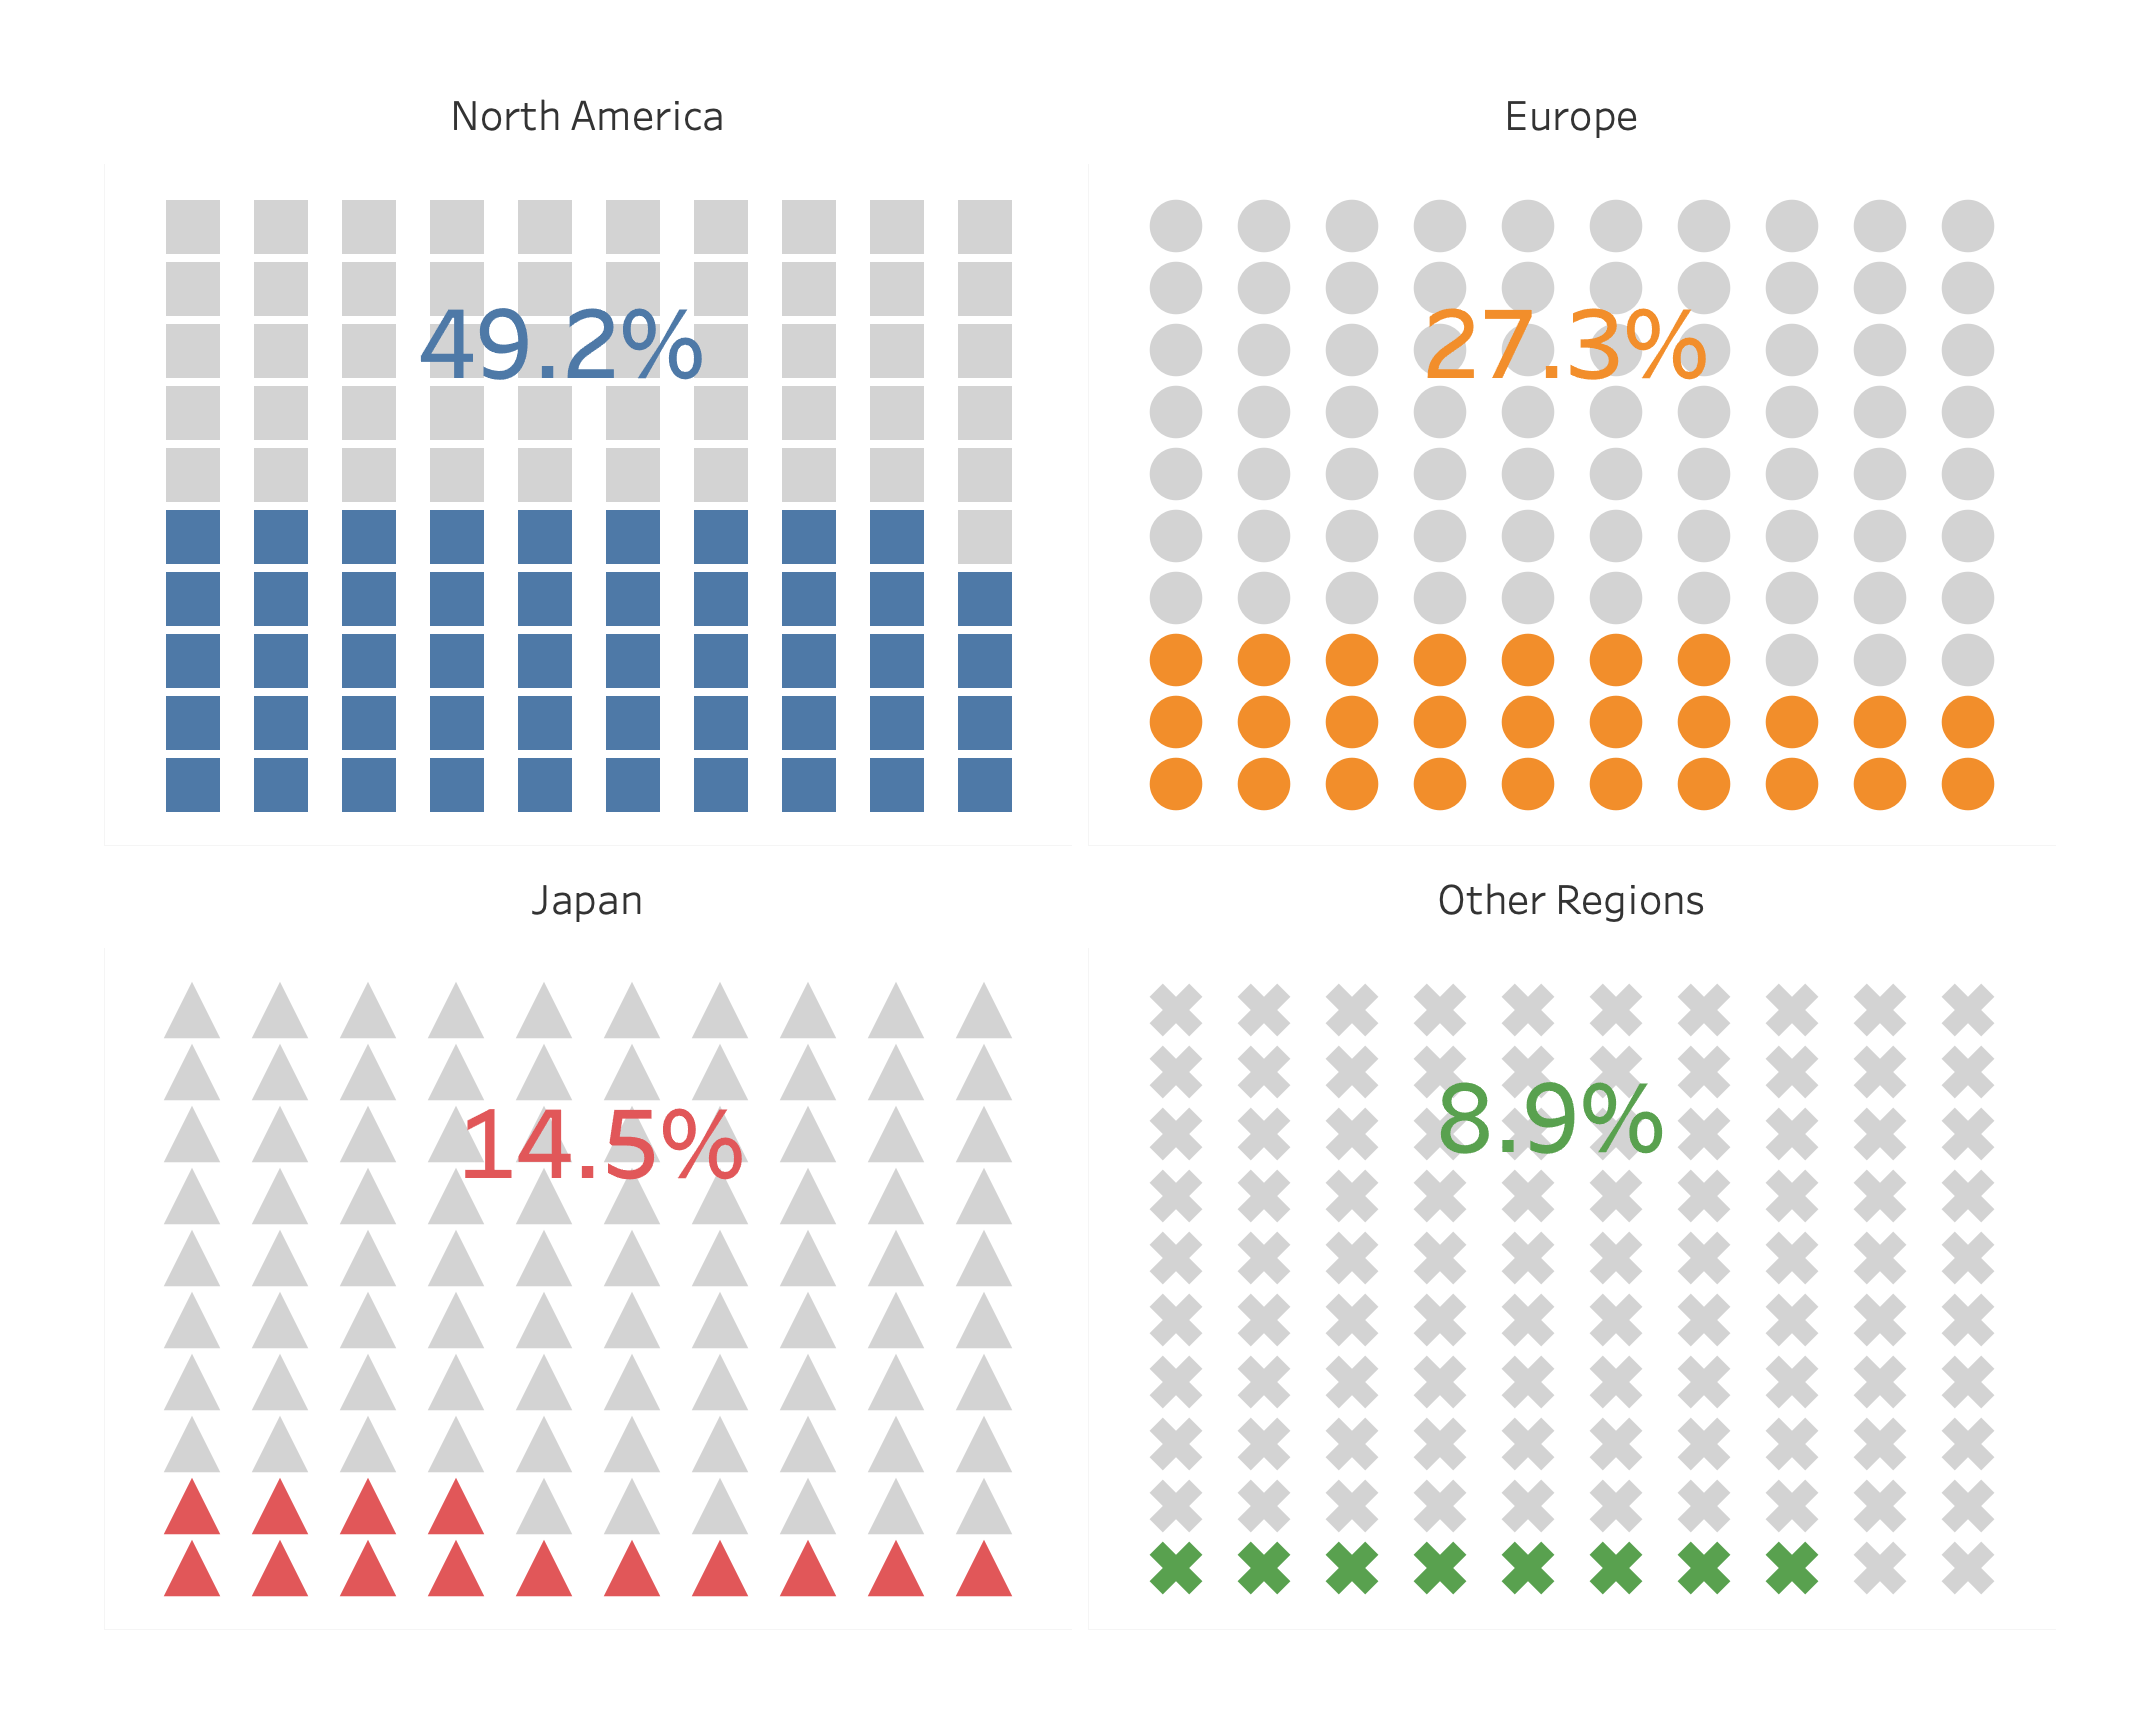 North America
49.2%
Europe
27.3%
Japan
14.5%
Other Regions
8.9%